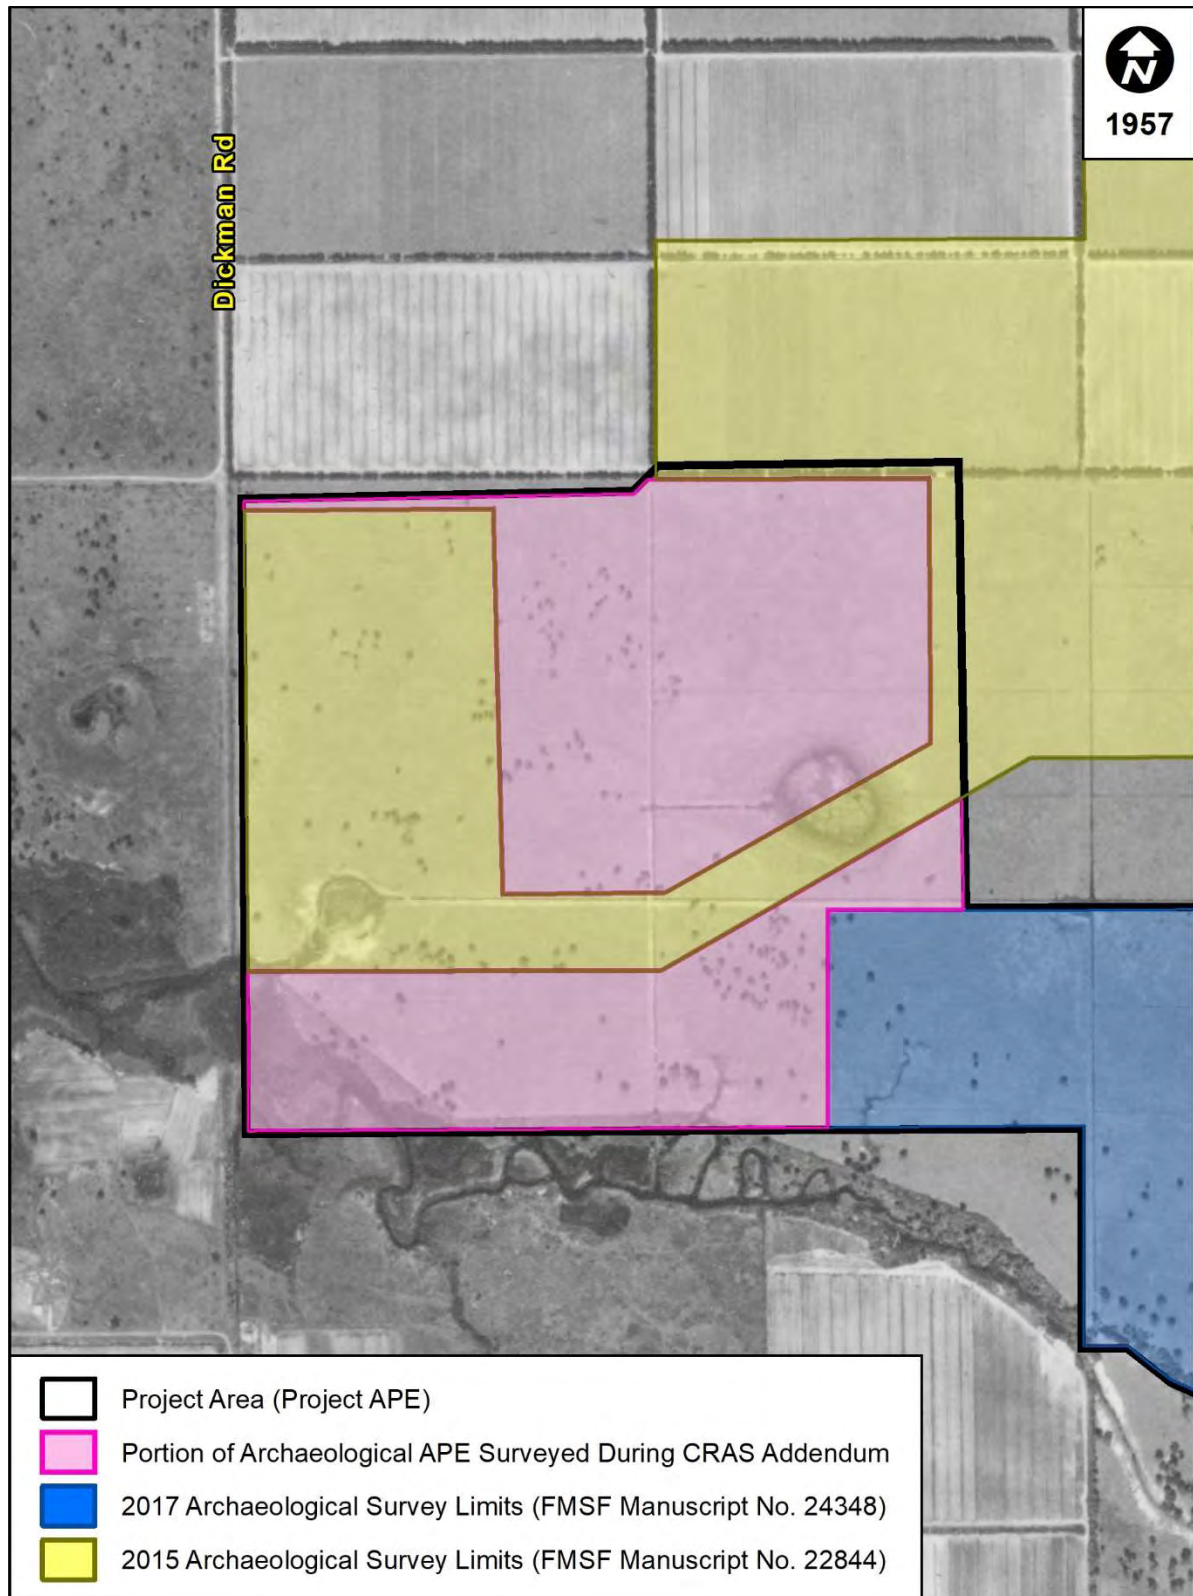 N
1957
Dickman Rd
Project Area (Project APE)
Portion of Archaeological APE Surveyed During CRAS Addendum
2017 Archaeological Survey Limits (FMSF Manuscript No. 24348)
2015 Archaeological Survey Limits (FMSF Manuscript No. 22844)